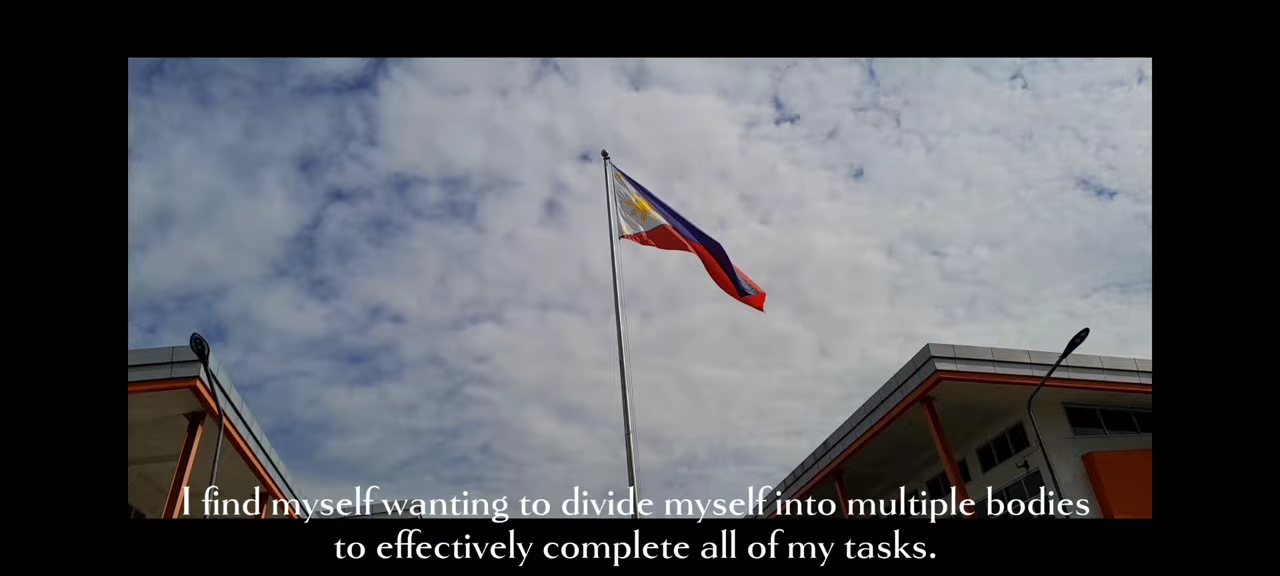 I find myself wanting to divide myself into multiple bodies
to effectively complete all of my tasks.